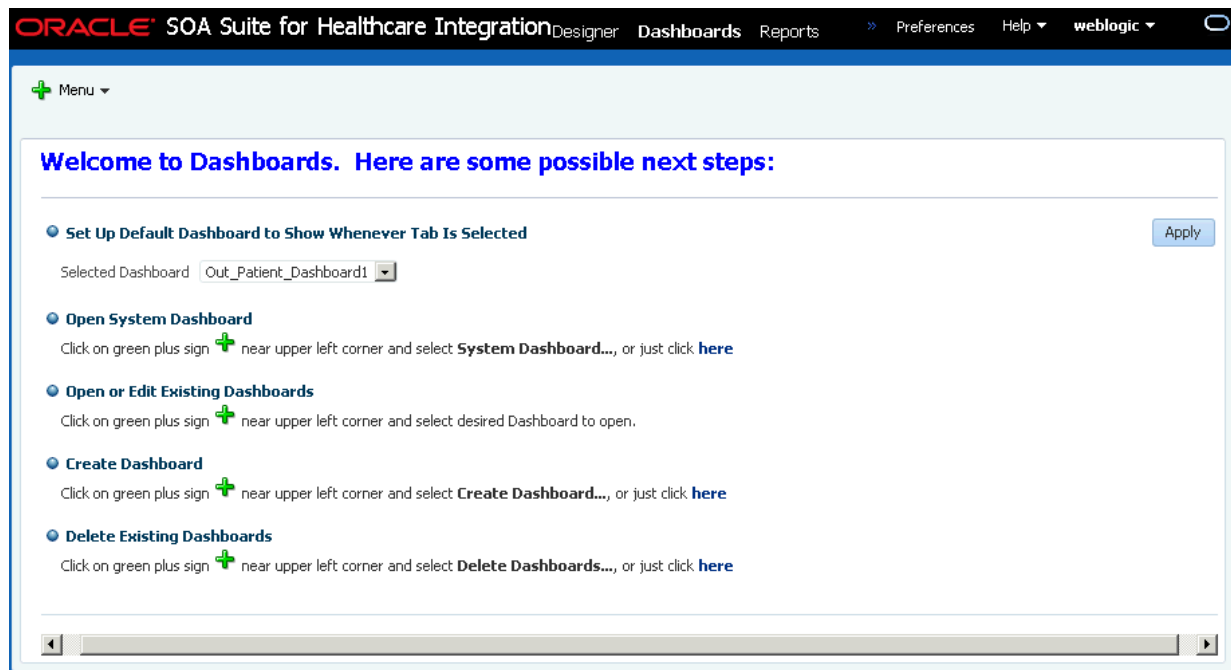 ORACLE® SOA Suite for Healthcare Integration Designer Dashboards Reports » Preferences Help weblogic
Menu
Welcome to Dashboards. Here are some possible next steps:
Set Up Default Dashboard to Show Whenever Tab Is Selected Apply
Selected Dashboard Out_Patient_Dashboard1
Open System Dashboard
Click on green plus sign near upper left corner and select System Dashboard..., or just click here
Open or Edit Existing Dashboards
Click on green plus sign near upper left corner and select desired Dashboard to open.
Create Dashboard
Click on green plus sign near upper left corner and select Create Dashboard..., or just click here
Delete Existing Dashboards
Click on green plus sign near upper left corner and select Delete Dashboards..., or just click here